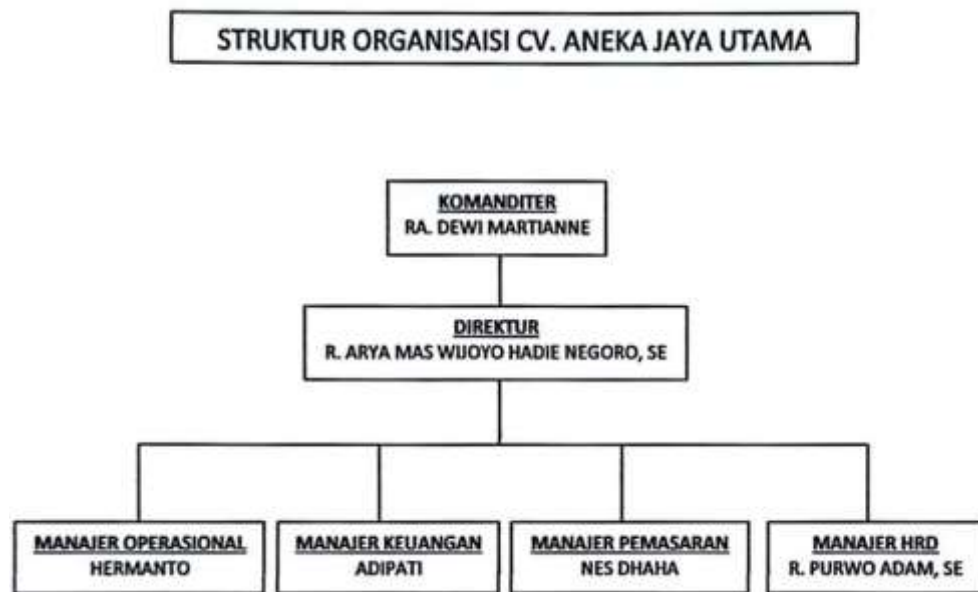 STRUKTUR ORGANISAISI CV. ANEKA JAYA UTAMA
KOMANDITER
RA. DEWI MARTIANNE
DIREKTUR
R. ARYA MAS WIJOYO HADIE NEGORO, SE
MANAJER OPERASIONAL
HERMANTO
MANAJER KEUANGAN
ADIPATI
MANAJER PEMASARAN
NES DHAHA
MANAJER HRD
R. PURWO ADAM, SE